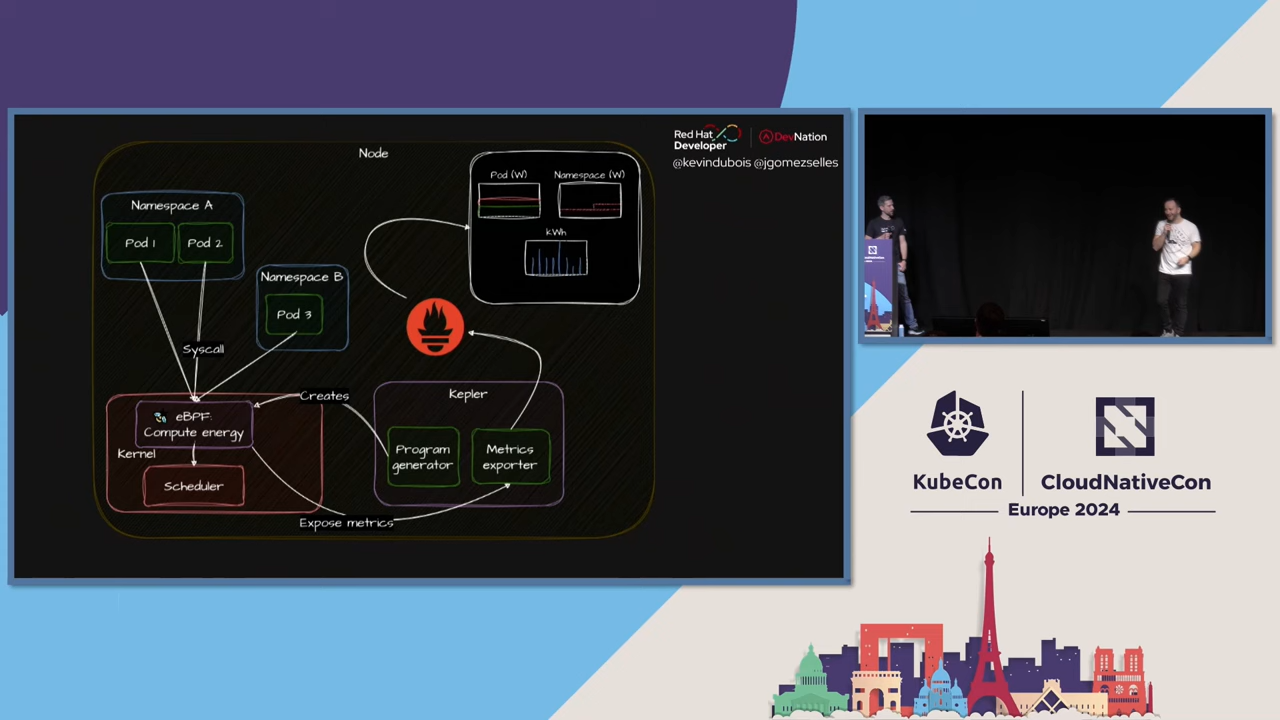 Node
Red Hat
Developer
DevNation
@kevindubois @jgomezselles
Pod (W)
Namespace (W)
kWh
Namespace A
Pod 1
Pod 2
Namespace B
Pod 3
Syscall
Creates
Kepler
eBPF:
Compute energy
Kernel
Scheduler
Program
generator
Metrics
exporter
Expose metrics
KubeCon
CloudNativeCon
Europe 2024